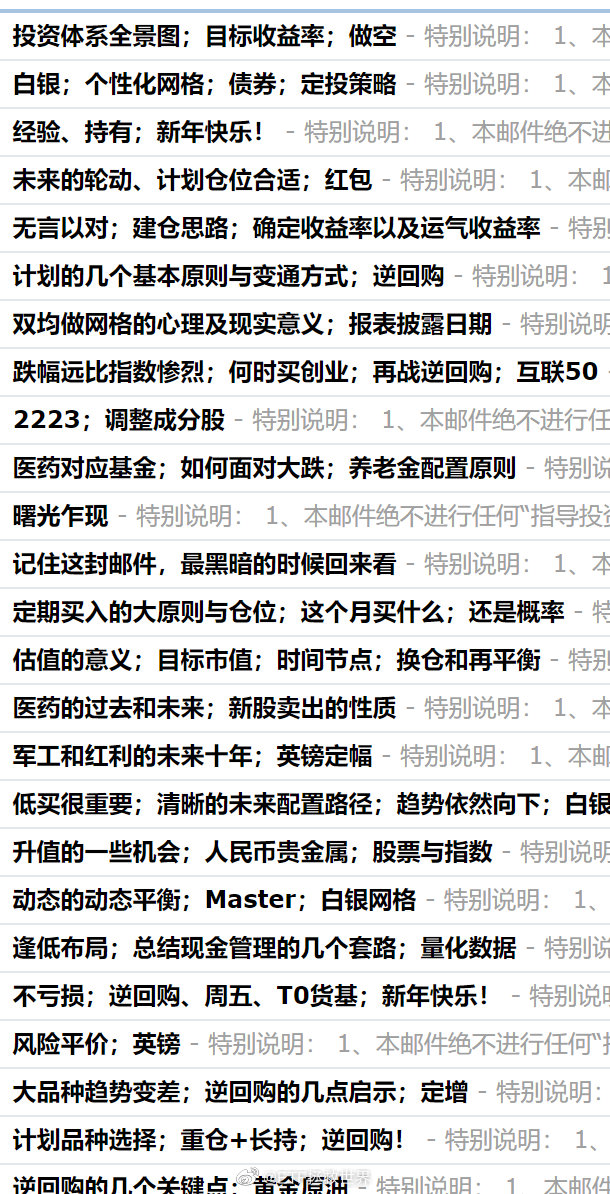 投资体系全景图；目标收益率；做空 - 特别说明： 1、本
白银；个性化网格；债券；定投策略 - 特别说明： 1、本
经验、持有；新年快乐！ - 特别说明： 1、本邮件绝不进
未来的轮动、计划仓位合适；红包 - 特别说明： 1、本邮
无言以对；建仓思路；确定收益率以及运气收益率 - 特别
计划的几个基本原则与变通方式；逆回购 - 特别说明： 1
双均做网格的心理及现实意义；报表披露日期 - 特别说明
跌幅远比指数惨烈；何时买创业；再战逆回购；互联50 -
2223；调整成分股 - 特别说明： 1、本邮件绝不进行任
医药对应基金；如何面对大跌；养老金配置原则 - 特别说
曙光乍现 - 特别说明： 1、本邮件绝不进行任何“指导投资
记住这封邮件，最黑暗的时候回来看 - 特别说明： 1、本
定期买入的大原则与仓位；这个月买什么；还是概率 - 特
估值的意义；目标市值；时间节点；换仓和再平衡 - 特别
医药的过去和未来；新股卖出的性质 - 特别说明： 1、本
军工和红利的未来十年；英镑定幅 - 特别说明： 1、本邮
低买很重要；清晰的未来配置路径；趋势依然向下；白银
升值的一些机会；人民币贵金属；股票与指数 - 特别说明
动态的动态平衡；Master；白银网格 - 特别说明： 1、
逢低布局；总结现金管理的几个套路；量化数据 - 特别说
不亏损；逆回购、周五、T0货基；新年快乐！ - 特别说明
风险平价；英镑 - 特别说明： 1、本邮件绝不进行任何“指
大品种趋势变差；逆回购的几点启示；定增 - 特别说明：
计划品种选择；重仓+长持；逆回购！ - 特别说明： 1、
逆回购的几个关键点；黄金原油 - 特别说明： 1、本邮件
@ETF拯救世界